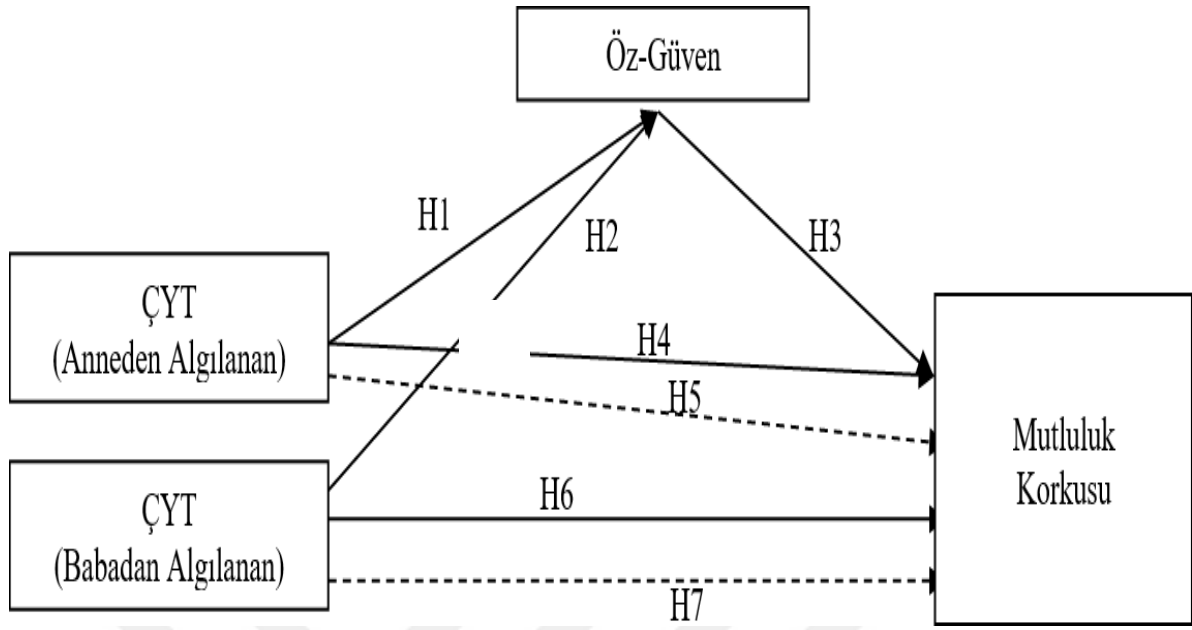 Öz-Güven
H1
H2
H3
ÇYT
(Anneden Algılanan)
H4
H5
Mutluluk
Korkusu
ÇYT
(Babadan Algılanan)
H6
H7